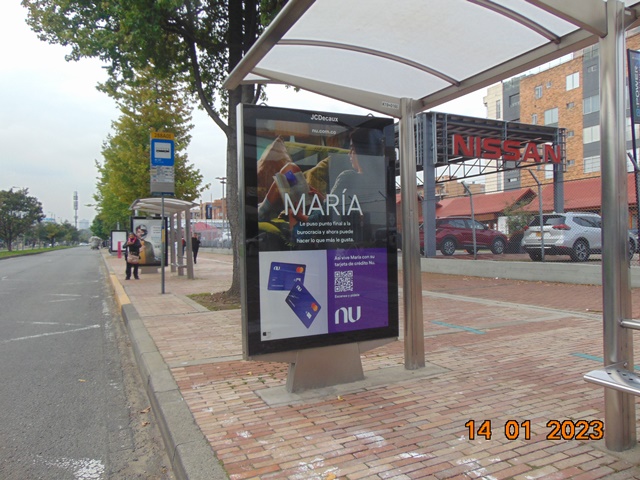 JCDecaux
nu.com.co
MARÍA
Le puso punto final a la
burocracia y ahora puede
hacer lo que más le gusta.
Así vive María con su
tarjeta de crédito Nu.
nu
NISSAN
14 01 2023